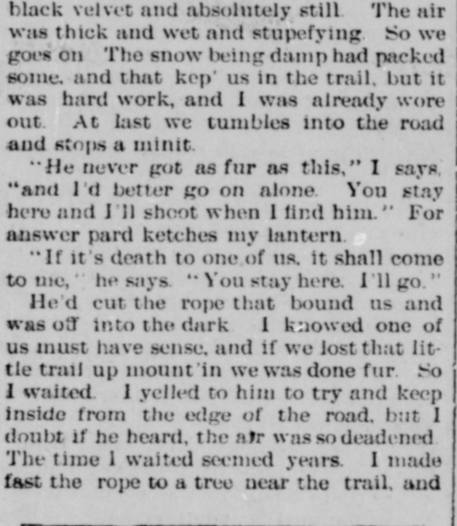 black velvet and absolutely still. The air
was thick and wet and stupefying. So we
goes on The snow being damp had packed
some, and that kep' us in the trail, but it
was hard work, and I was already wore
out. At last we tumbles into the road
and stops a minit.
"He never got as fur as this," I says,
"and I'd better go on alone. You stay
here and I'll shoot when I find him." For
answer pard ketches my lantern.
"If it's death to one of us, it shall come
to me," he says. "You stay here. I'll go."
He'd cut the rope that bound us and
was off into the dark I knowed one of
us must have sense, and if we lost that lit-
tle trail up mount'in we was done fur. So
I waited. I yelled to him to try and keep
inside from the edge of the road, but I
doubt if he heard, the air was so deadened
The time I waited seemed years. I made
fast the rope to a tree near the trail, and